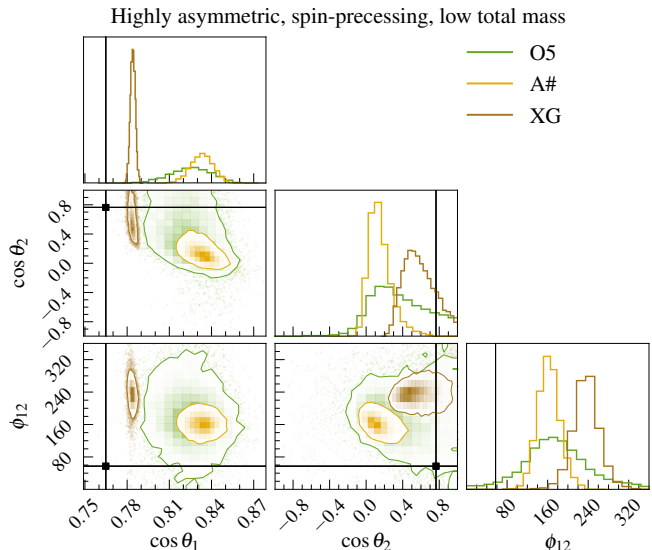 Highly asymmetric, spin-precessing, low total mass
O5
A#
XG
cos θ₂
0.8
0.4
0.0
−0.4
−0.8
ϕ₁₂
320
240
160
80
0.75
0.78
0.81
0.84
0.87
cos θ₁
−0.8
−0.4
0.0
0.4
0.8
cos θ₂
80
160
240
320
ϕ₁₂